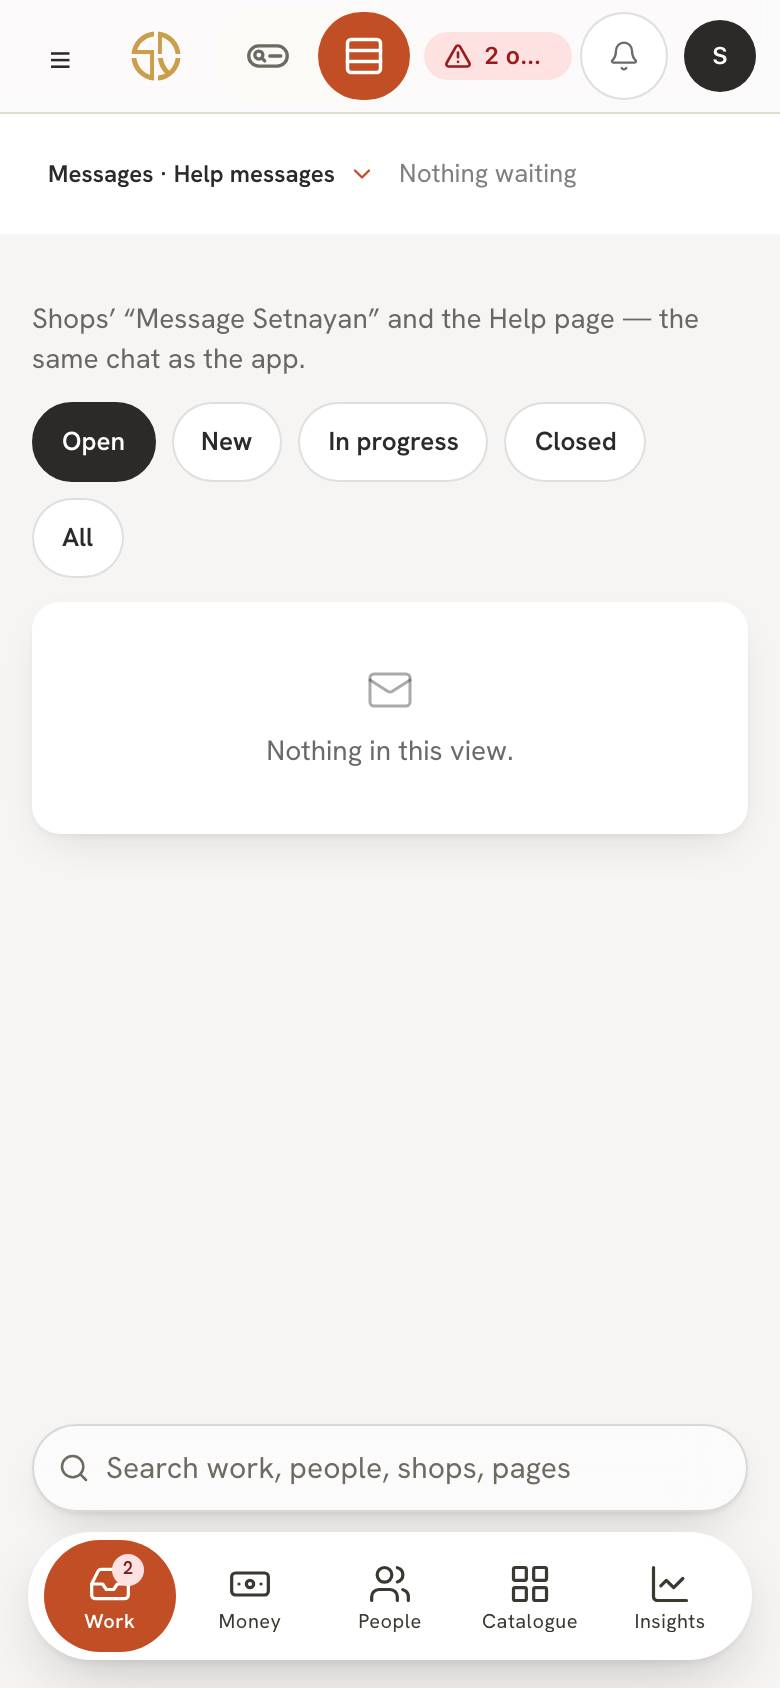 2 o...
S
Messages · Help messages
Nothing waiting
Shops’ “Message Setnayan” and the Help page — the
same chat as the app.
Open
New
In progress
Closed
All
Nothing in this view.
Search work, people, shops, pages
2
Work
Money
People
Catalogue
Insights